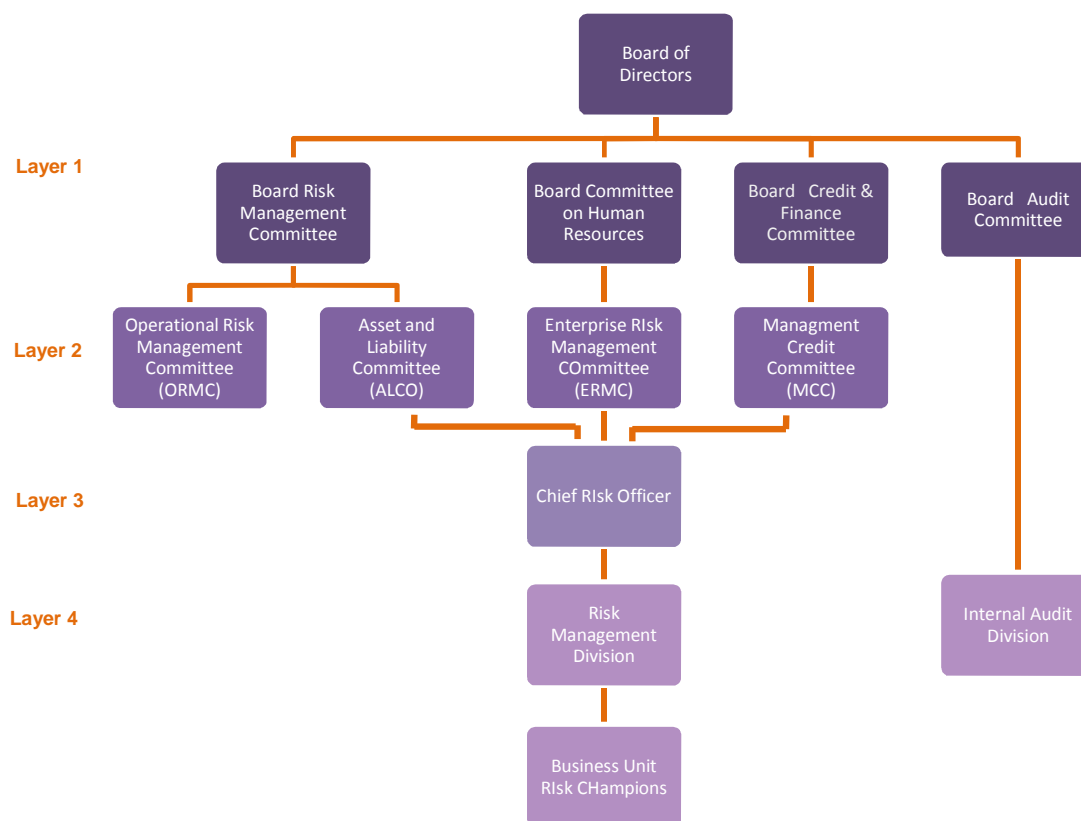 Board of
Directors
Layer 1
Board Risk
Management
Committee
Board Committee
on Human
Resources
Board Credit &
Finance
Committee
Board Audit
Committee
Layer 2
Operational Risk
Management
Committee
(ORMC)
Asset and
Liability
Committee
(ALCO)
Enterprise RIsk
Management
COmmittee
(ERMC)
Managment
Credit
Committee
(MCC)
Layer 3
Chief RIsk Officer
Layer 4
Risk
Management
Division
Internal Audit
Division
Business Unit
RIsk CHampions